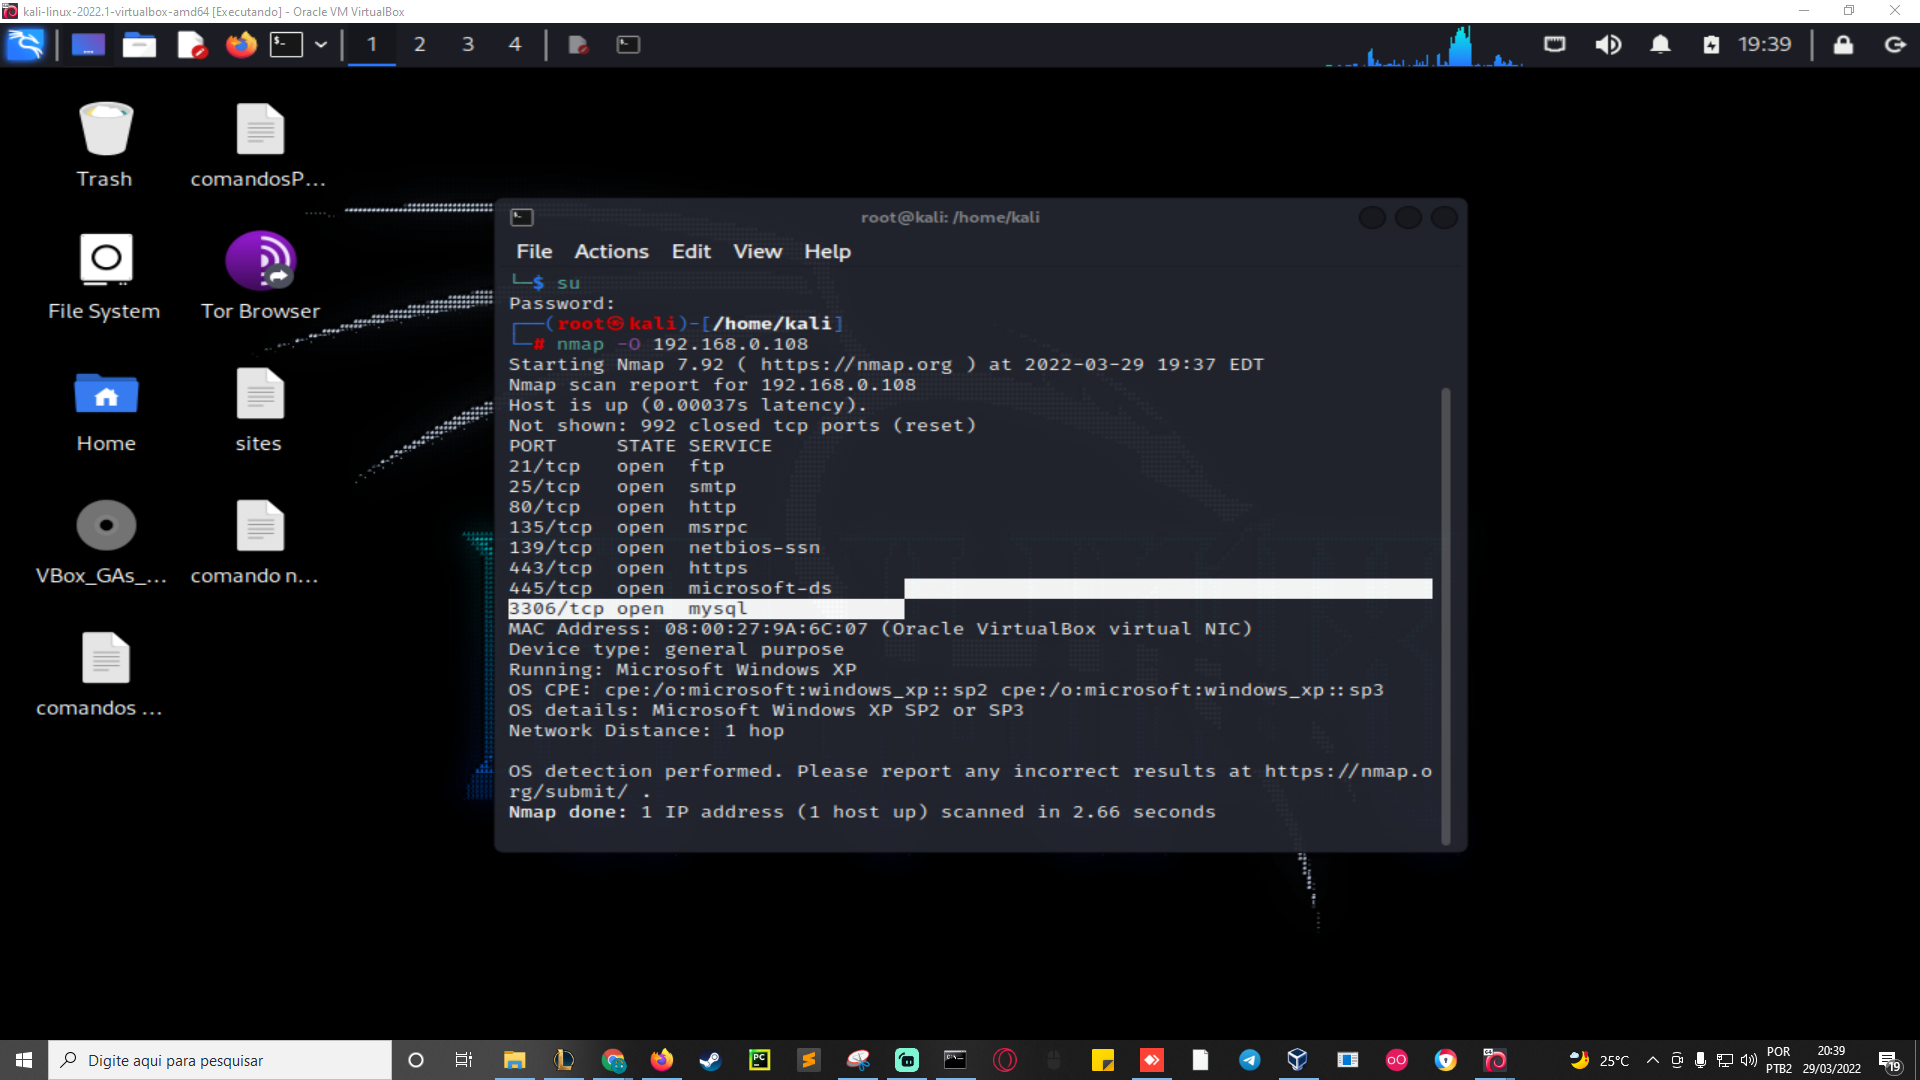 kali-linux-2022.1-virtualbox-amd64 [Executando] - Oracle VM VirtualBox
1 2 3 4
19:39
Trash
comandosP...
File System
Tor Browser
Home
sites
VBox_GAs_...
comando n...
comandos ...
root@kali: /home/kali
File Actions Edit View Help
└─$ su
Password:
┌──(root㉿kali)-[/home/kali]
└─# nmap -O 192.168.0.108
Starting Nmap 7.92 ( https://nmap.org ) at 2022-03-29 19:37 EDT
Nmap scan report for 192.168.0.108
Host is up (0.00037s latency).
Not shown: 992 closed tcp ports (reset)
PORT     STATE SERVICE
21/tcp   open  ftp
25/tcp   open  smtp
80/tcp   open  http
135/tcp  open  msrpc
139/tcp  open  netbios-ssn
443/tcp  open  https
445/tcp  open  microsoft-ds
3306/tcp open  mysql
MAC Address: 08:00:27:9A:6C:07 (Oracle VirtualBox virtual NIC)
Device type: general purpose
Running: Microsoft Windows XP
OS CPE: cpe:/o:microsoft:windows_xp::sp2 cpe:/o:microsoft:windows_xp::sp3
OS details: Microsoft Windows XP SP2 or SP3
Network Distance: 1 hop
OS detection performed. Please report any incorrect results at https://nmap.o
rg/submit/ .
Nmap done: 1 IP address (1 host up) scanned in 2.66 seconds
Digite aqui para pesquisar
PC
25°C
POR
PTB2
20:39
29/03/2022
19